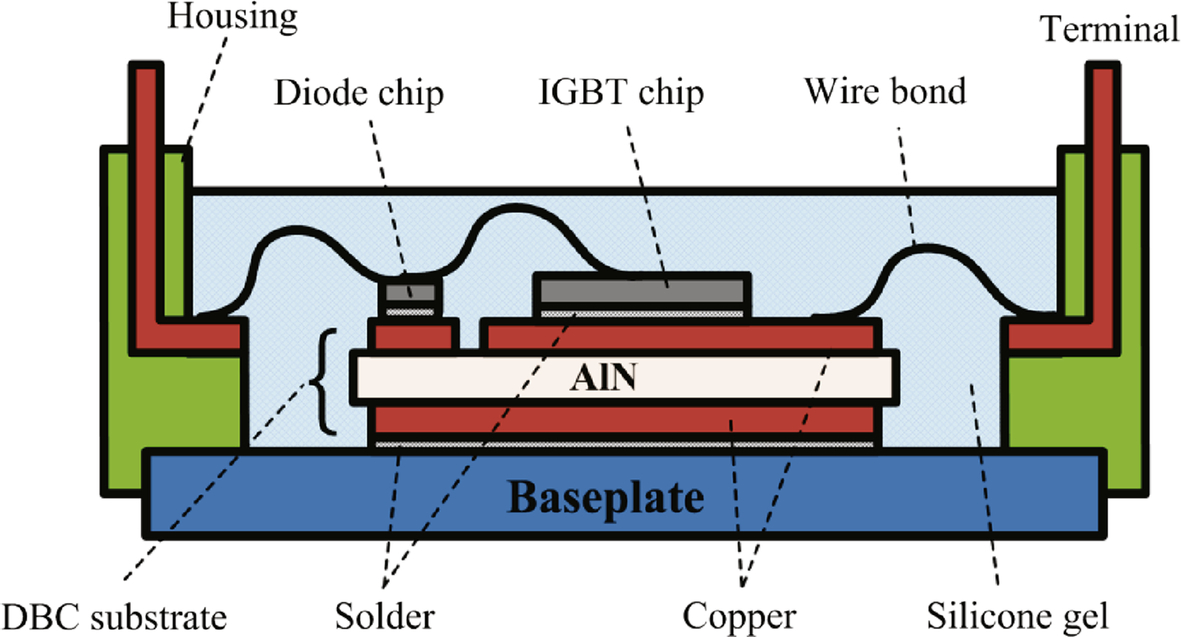 Housing
Terminal
Diode chip
IGBT chip
Wire bond
AlN
Baseplate
DBC substrate
Solder
Copper
Silicone gel